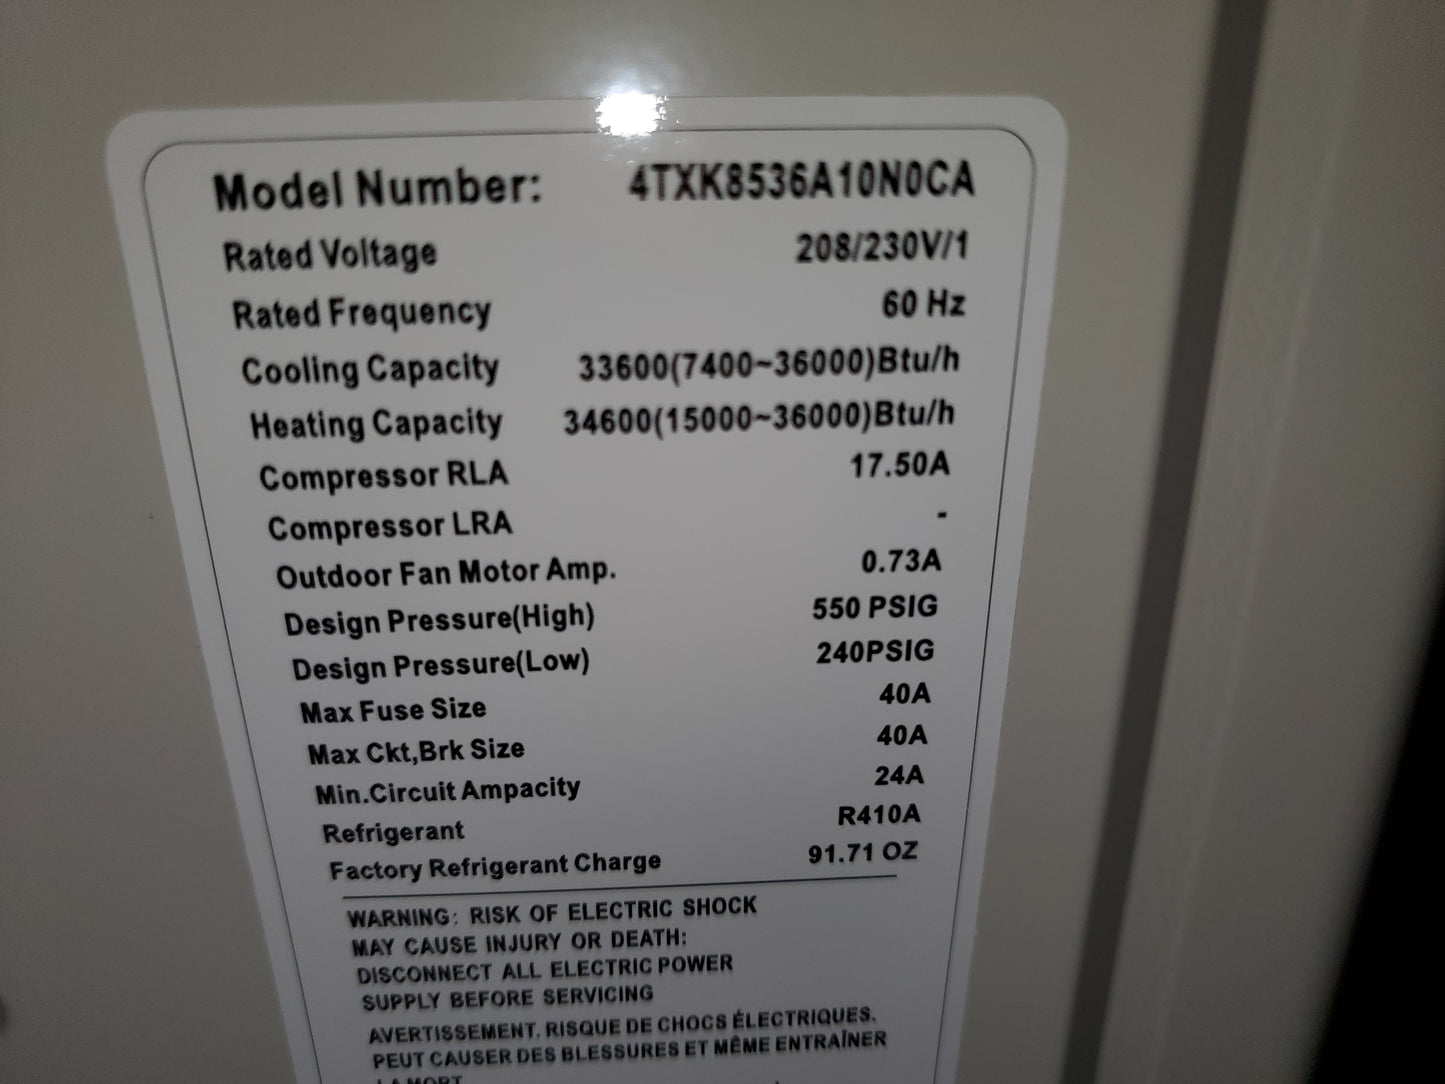 Model Number: 4TXK8536A10N0CA
Rated Voltage 208/230V/1
Rated Frequency 60 Hz
Cooling Capacity 33600(7400~36000)Btu/h
Heating Capacity 34600(15000~36000)Btu/h
Compressor RLA 17.50A
Compressor LRA -
Outdoor Fan Motor Amp. 0.73A
Design Pressure(High) 550 PSIG
Design Pressure(Low) 240PSIG
Max Fuse Size 40A
Max Ckt,Brk Size 40A
Min.Circuit Ampacity 24A
Refrigerant R410A
Factory Refrigerant Charge 91.71 OZ
WARNING: RISK OF ELECTRIC SHOCK
MAY CAUSE INJURY OR DEATH:
DISCONNECT ALL ELECTRIC POWER
SUPPLY BEFORE SERVICING
AVERTISSEMENT. RISQUE DE CHOCS ÉLECTRIQUES.
PEUT CAUSER DES BLESSURES ET MÊME ENTRAÎNER
LA MORT